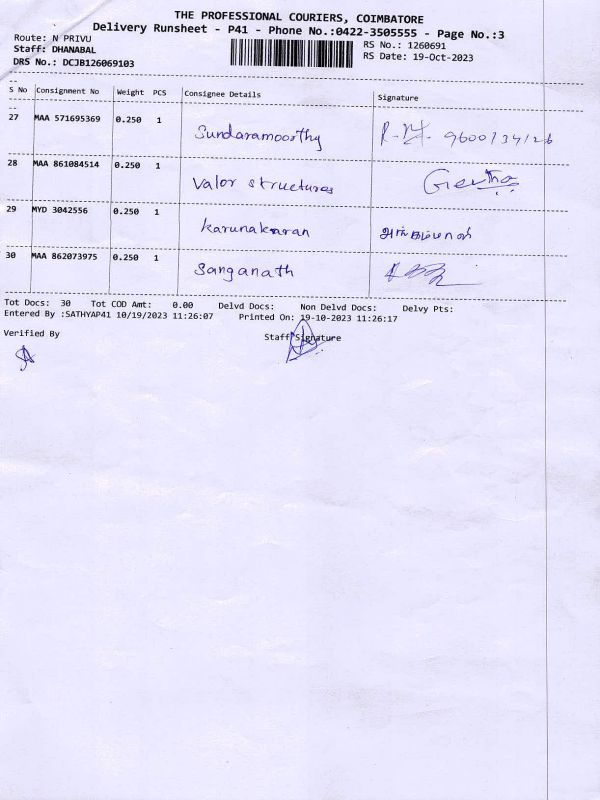 THE PROFESSIONAL COURIERS, COIMBATORE
Delivery Runsheet - P41 - Phone No.:0422-3505555 - Page No.:3
Route: N PRIVU RS No.: 1260691
Staff: DHANABAL RS Date: 19-Oct-2023
DRS No.: DCJB126069103
S No Consignment No Weight PCS Consignee Details Signature
27 MAA 571695369 0.250 1 Sundaramoorthy 9600134126
28 MAA 861084514 0.250 1 Valor structures Geetha
29 MYD 3042556 0.250 1 karunakaran
30 MAA 862073975 0.250 1 Sanganath
Tot Docs: 30 Tot COD Amt: 0.00 Delvd Docs: Non Delvd Docs: Delvy Pts:
Entered By :SATHYAP41 10/19/2023 11:26:07 Printed On: 19-10-2023 11:26:17
Verified By Staff Signature